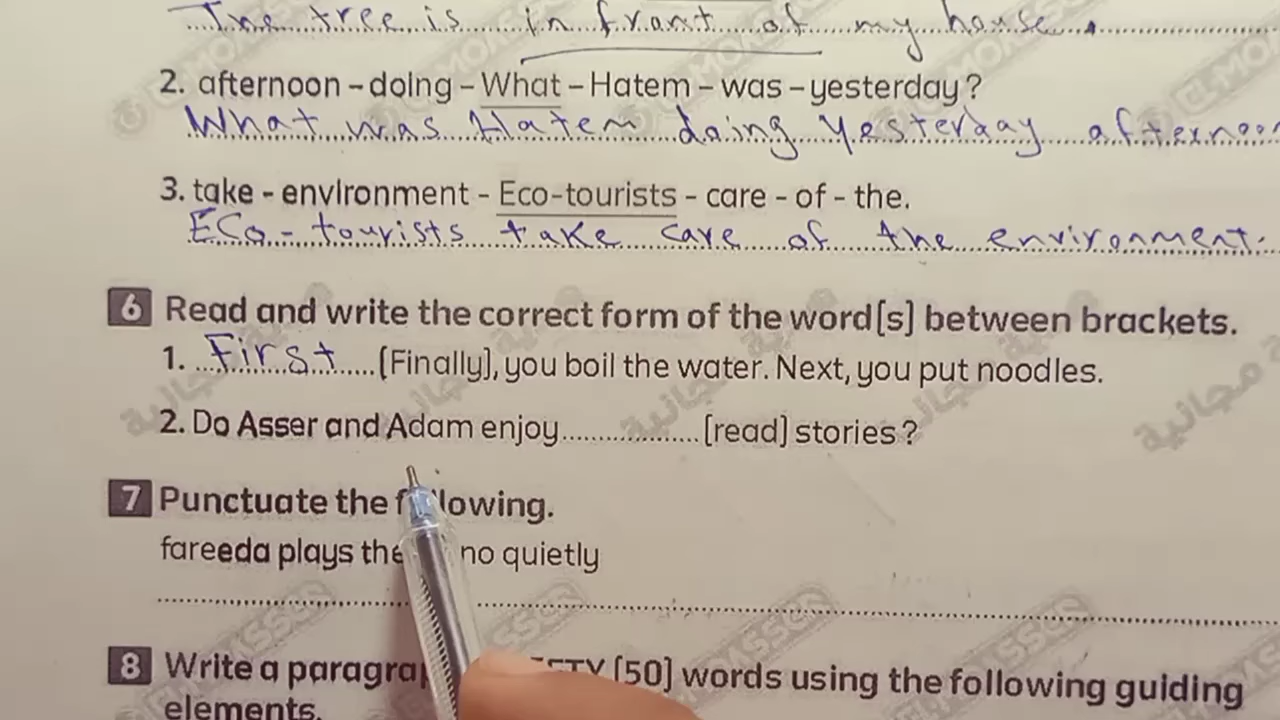 The tree is in front of my house.
2. afternoon – doing – What – Hatem – was – yesterday?
What was Hatem doing yesterday afternoon
3. take - environment - Eco-tourists - care - of - the.
Eco-tourists take care of the environment.
6 Read and write the correct form of the word(s) between brackets.
1. First (Finally), you boil the water. Next, you put noodles.
2. Do Asser and Adam enjoy.................. (read) stories?
7 Punctuate the following.
fareeda plays the no quietly
8 Write a paragra FIFTY (50) words using the following guiding
elements.